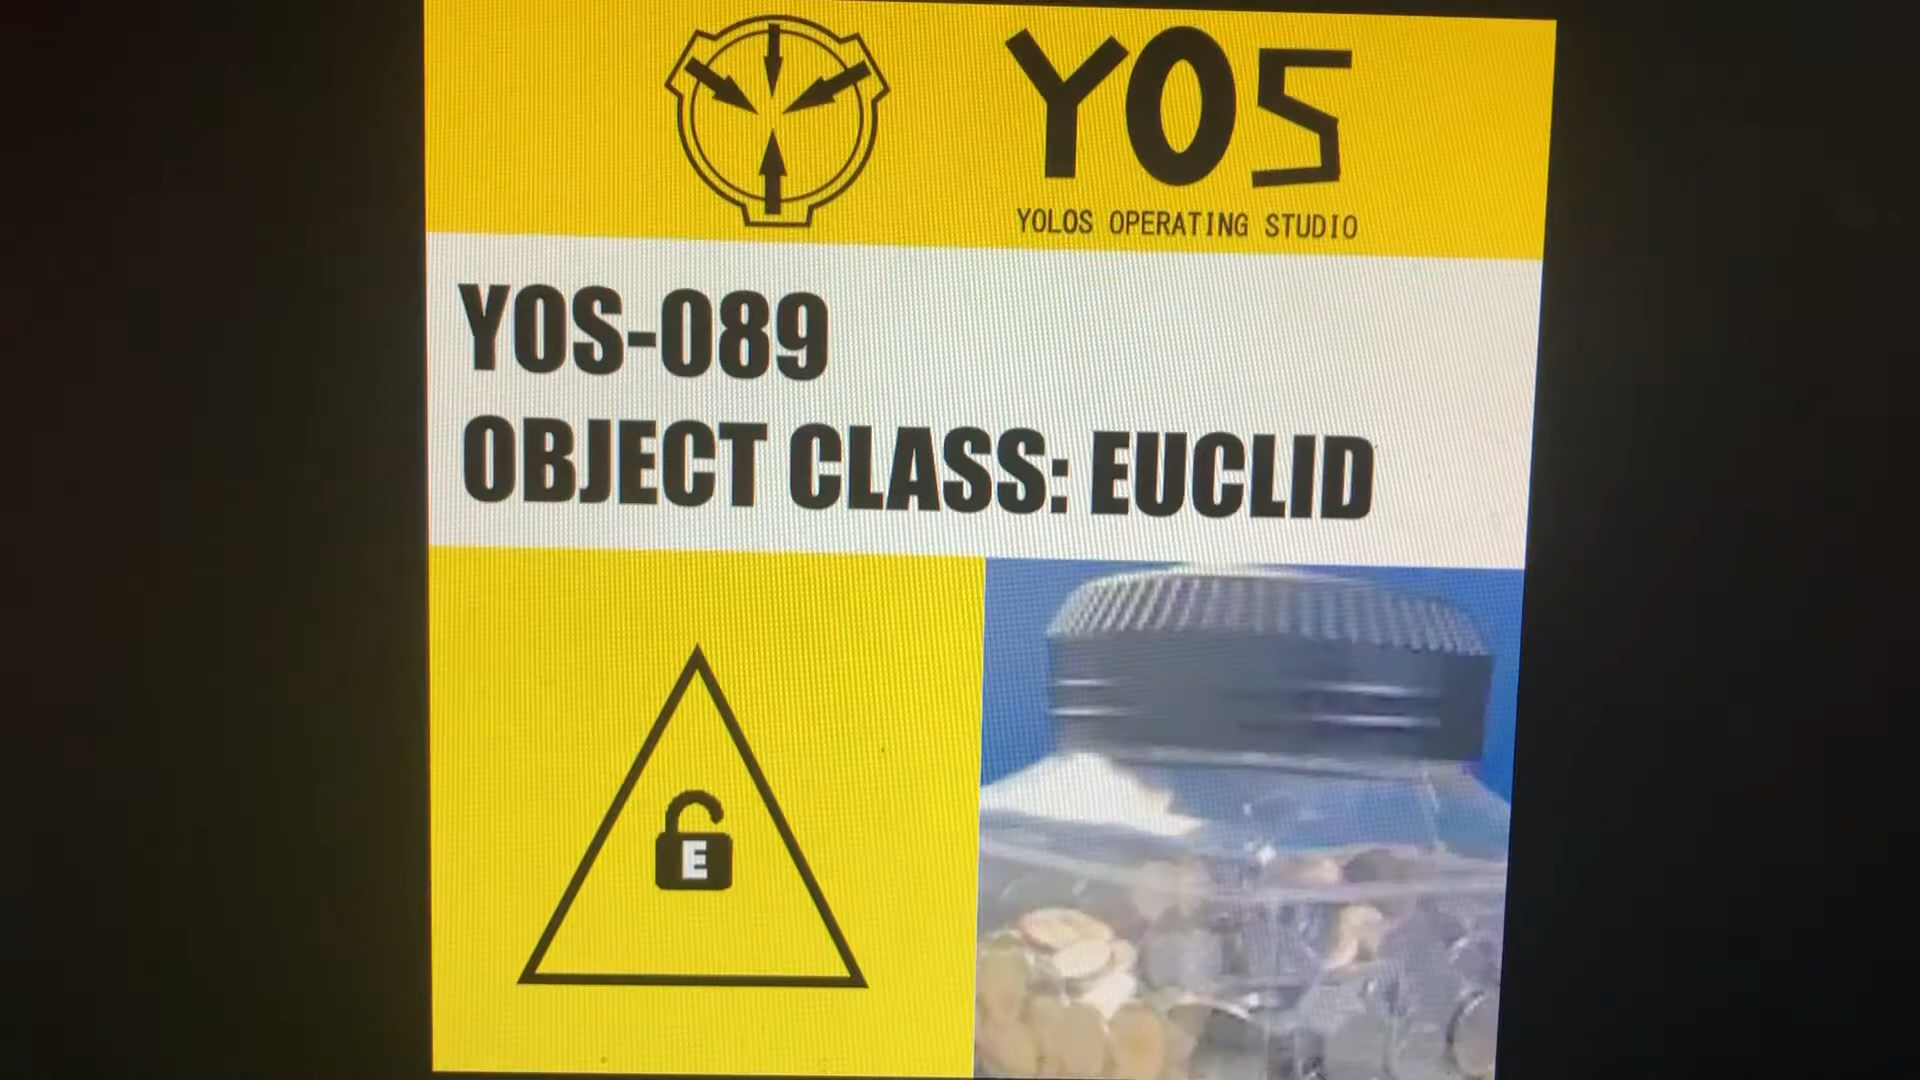 YOS
YOLOS OPERATING STUDIO
YOS-089
OBJECT CLASS: EUCLID
E